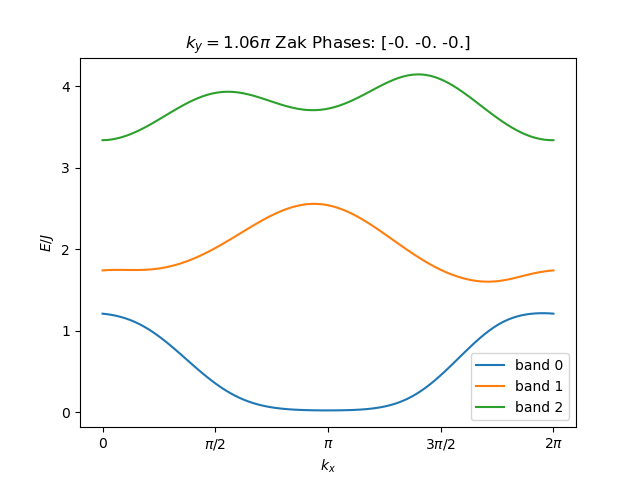 $k_y = 1.06\pi$ Zak Phases: [-0. -0. -0.]
E/J
4
3
2
1
0
0 π/2 π 3π/2 2π
$k_x$
band 0
band 1
band 2